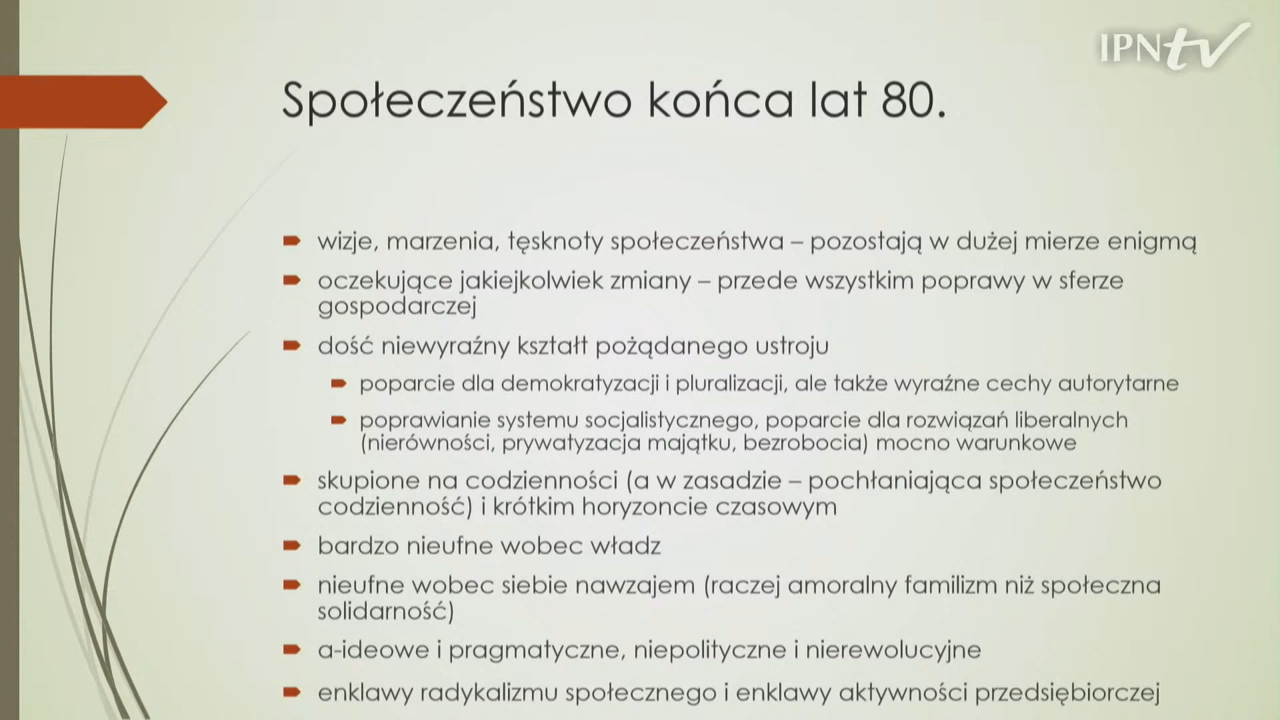 IPNtv
Społeczeństwo końca lat 80.
wizje, marzenia, tęsknoty społeczeństwa – pozostają w dużej mierze enigmą
oczekujące jakiejkolwiek zmiany – przede wszystkim poprawy w sferze
gospodarczej
dość niewyraźny kształt pożądanego ustroju
poparcie dla demokratyzacji i pluralizacji, ale także wyraźne cechy autorytarne
poprawianie systemu socjalistycznego, poparcie dla rozwiązań liberalnych
(nierówności, prywatyzacja majątku, bezrobocia) mocno warunkowe
skupione na codzienności (a w zasadzie – pochłaniająca społeczeństwo
codzienność) i krótkim horyzoncie czasowym
bardzo nieufne wobec władz
nieufne wobec siebie nawzajem (raczej amoralny familizm niż społeczna
solidarność)
a-ideowe i pragmatyczne, niepolityczne i nierewolucyjne
enklawy radykalizmu społecznego i enklawy aktywności przedsiębiorczej